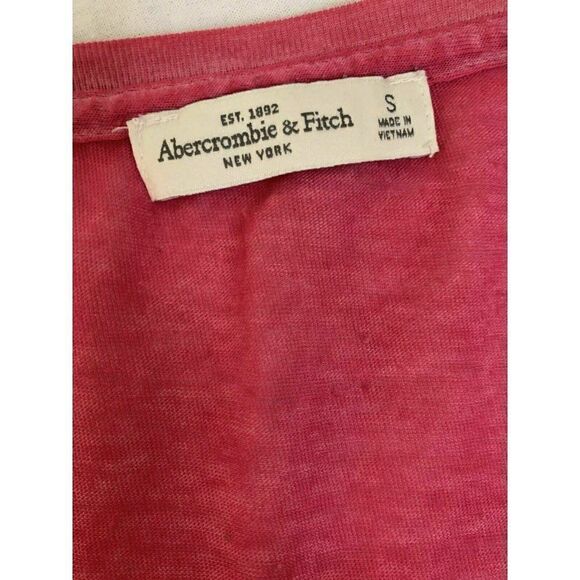 EST. 1892
Abercrombie & Fitch
NEW YORK
S
MADE IN
VIETNAM